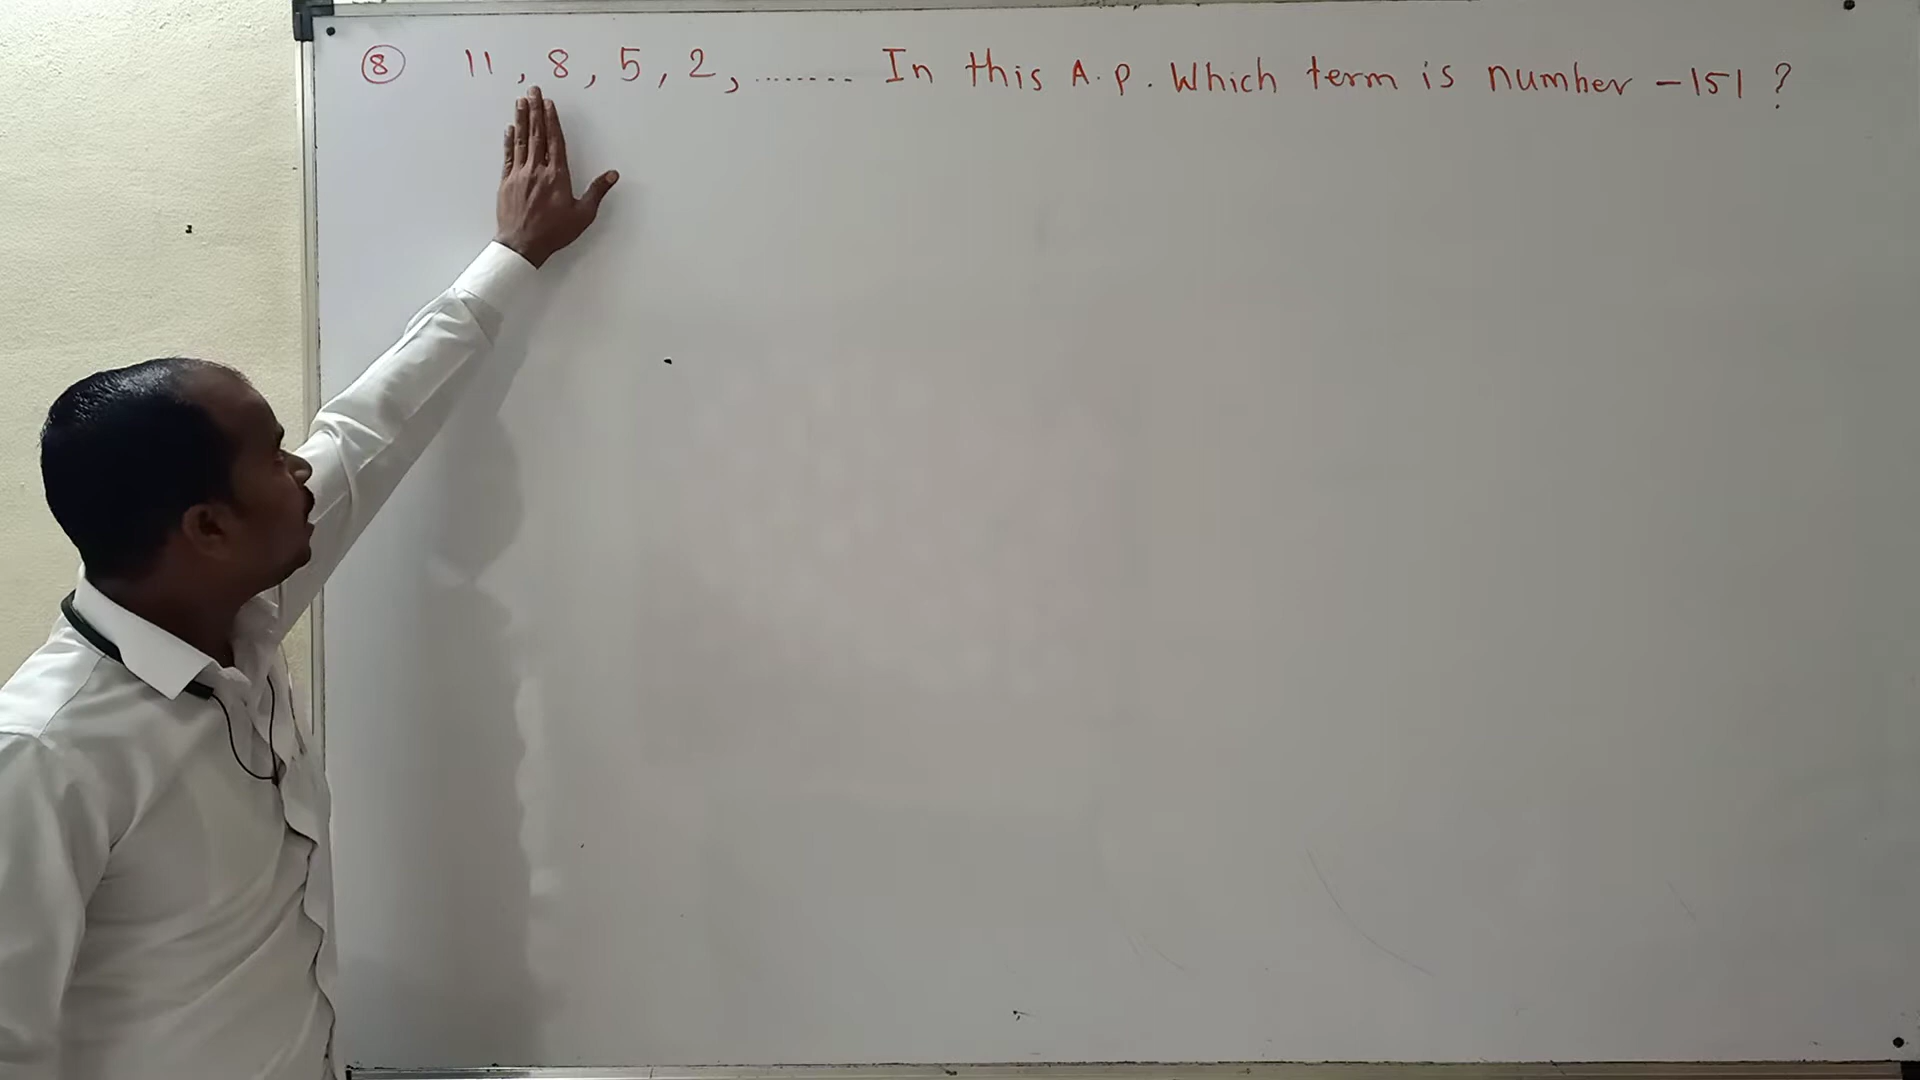 ⑧ 11, 8, 5, 2, ........ In this A.P. Which term is number -151 ?